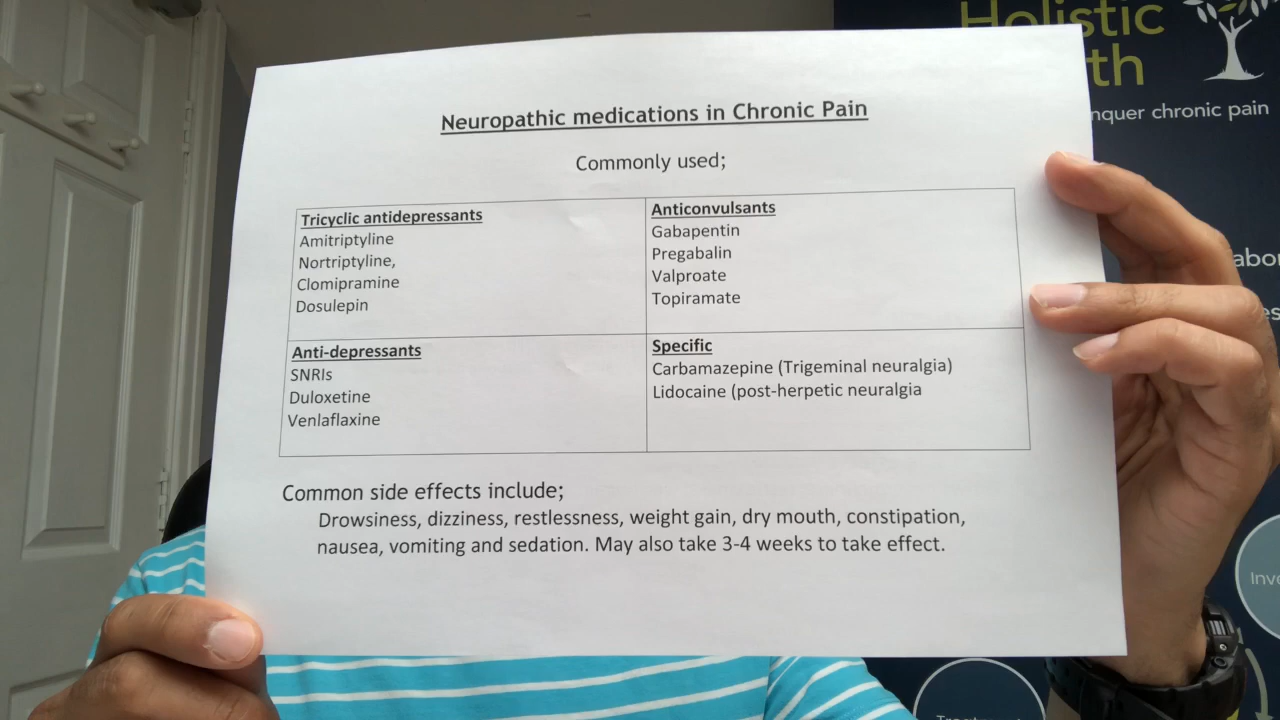 Holistic
nquer chronic pain
Neuropathic medications in Chronic Pain
Commonly used;
Tricyclic antidepressants
Amitriptyline
Nortriptyline,
Clomipramine
Dosulepin
Anticonvulsants
Gabapentin
Pregabalin
Valproate
Topiramate
Anti-depressants
SNRIs
Duloxetine
Venlaflaxine
Specific
Carbamazepine (Trigeminal neuralgia)
Lidocaine (post-herpetic neuralgia
Common side effects include;
Drowsiness, dizziness, restlessness, weight gain, dry mouth, constipation,
nausea, vomiting and sedation. May also take 3-4 weeks to take effect.